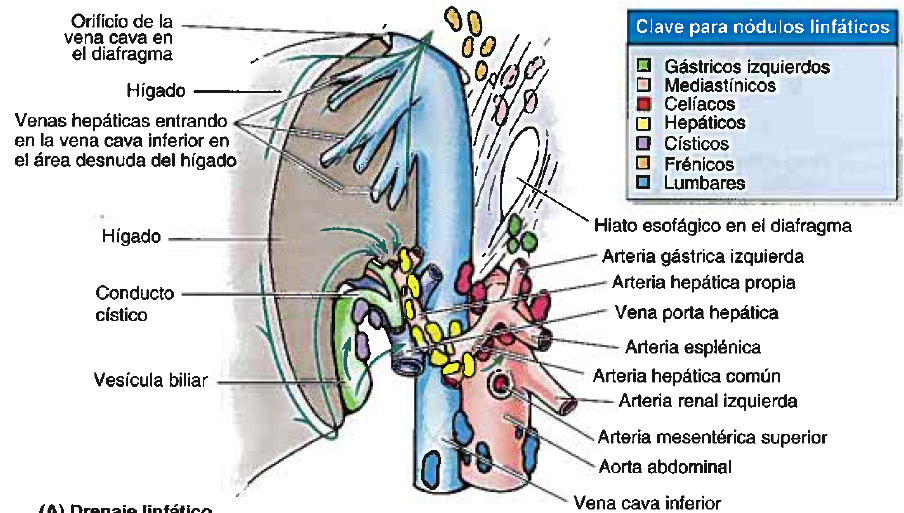 Orificio de la
vena cava en
el diafragma
Hígado
Venas hepáticas entrando
en la vena cava inferior en
el área desnuda del hígado
Hígado
Conducto
cístico
Vesícula biliar
(A) Drenaje linfático
Clave para nódulos linfáticos
Gástricos izquierdos
Mediastínicos
Celíacos
Hepáticos
Císticos
Frénicos
Lumbares
Hiato esofágico en el diafragma
Arteria gástrica izquierda
Arteria hepática propia
Vena porta hepática
Arteria esplénica
Arteria hepática común
Arteria renal izquierda
Arteria mesentérica superior
Aorta abdominal
Vena cava inferior